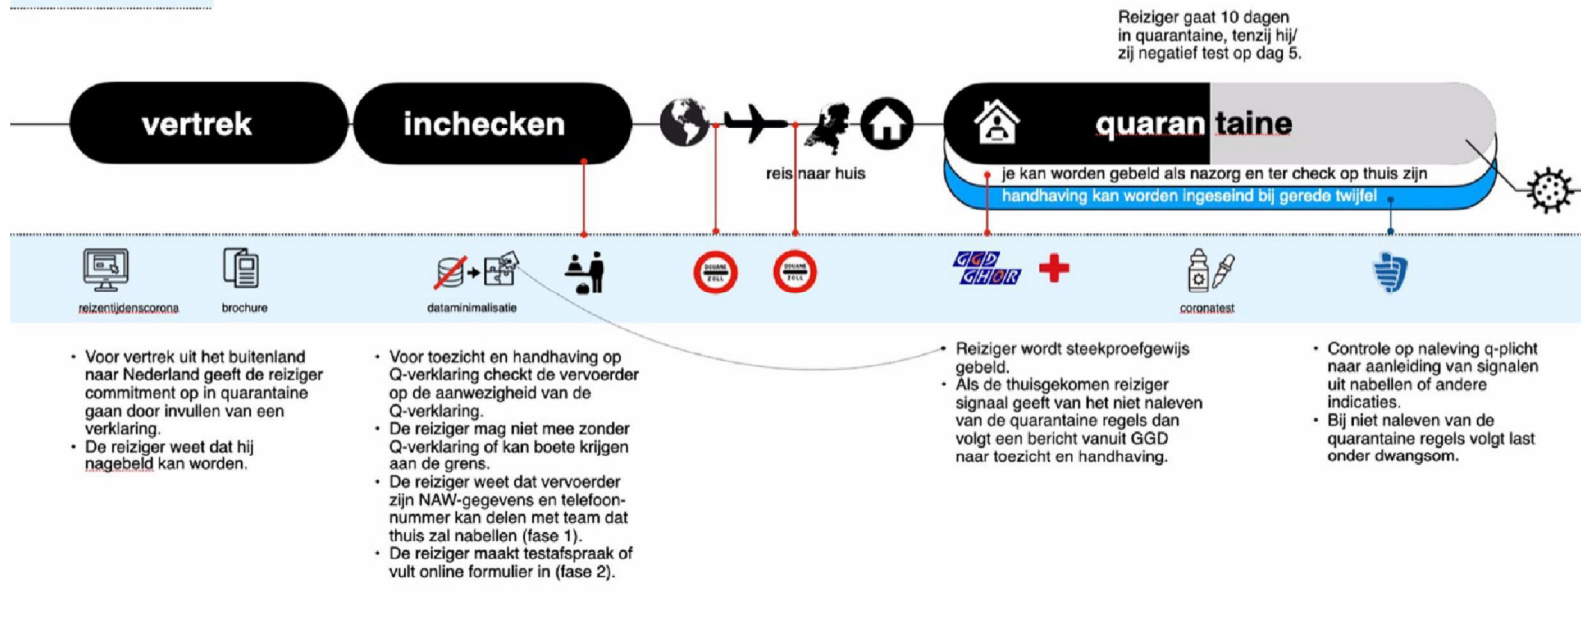 Reiziger gaat 10 dagen
in quarantaine, tenzij hij/
zij negatief test op dag 5.
vertrek
inchecken
reis naar huis
quarantaine
je kan worden gebeld als nazorg en ter check op thuis zijn
handhaving kan worden ingeseind bij gerede twijfel
reizentijdenscorona
brochure
dataminimalisatie
DOUANE
ZOLL
DOUANE
ZOLL
GGD
GHOR
coronatest
• Voor vertrek uit het buitenland
naar Nederland geeft de reiziger
commitment op in quarantaine
gaan door invullen van een
verklaring.
• De reiziger weet dat hij
nagebeld kan worden.
• Voor toezicht en handhaving op
Q-verklaring checkt de vervoerder
op de aanwezigheid van de
Q-verklaring.
• De reiziger mag niet mee zonder
Q-verklaring of kan boete krijgen
aan de grens.
• De reiziger weet dat vervoerder
zijn NAW-gegevens en telefoon-
nummer kan delen met team dat
thuis zal nabellen (fase 1).
• De reiziger maakt testafspraak of
vult online formulier in (fase 2).
• Reiziger wordt steekproefgewijs
gebeld.
• Als de thuisgekomen reiziger
signaal geeft van het niet naleven
van de quarantaine regels dan
volgt een bericht vanuit GGD
naar toezicht en handhaving.
• Controle op naleving q-plicht
naar aanleiding van signalen
uit nabellen of andere
indicaties.
• Bij niet naleven van de
quarantaine regels volgt last
onder dwangsom.